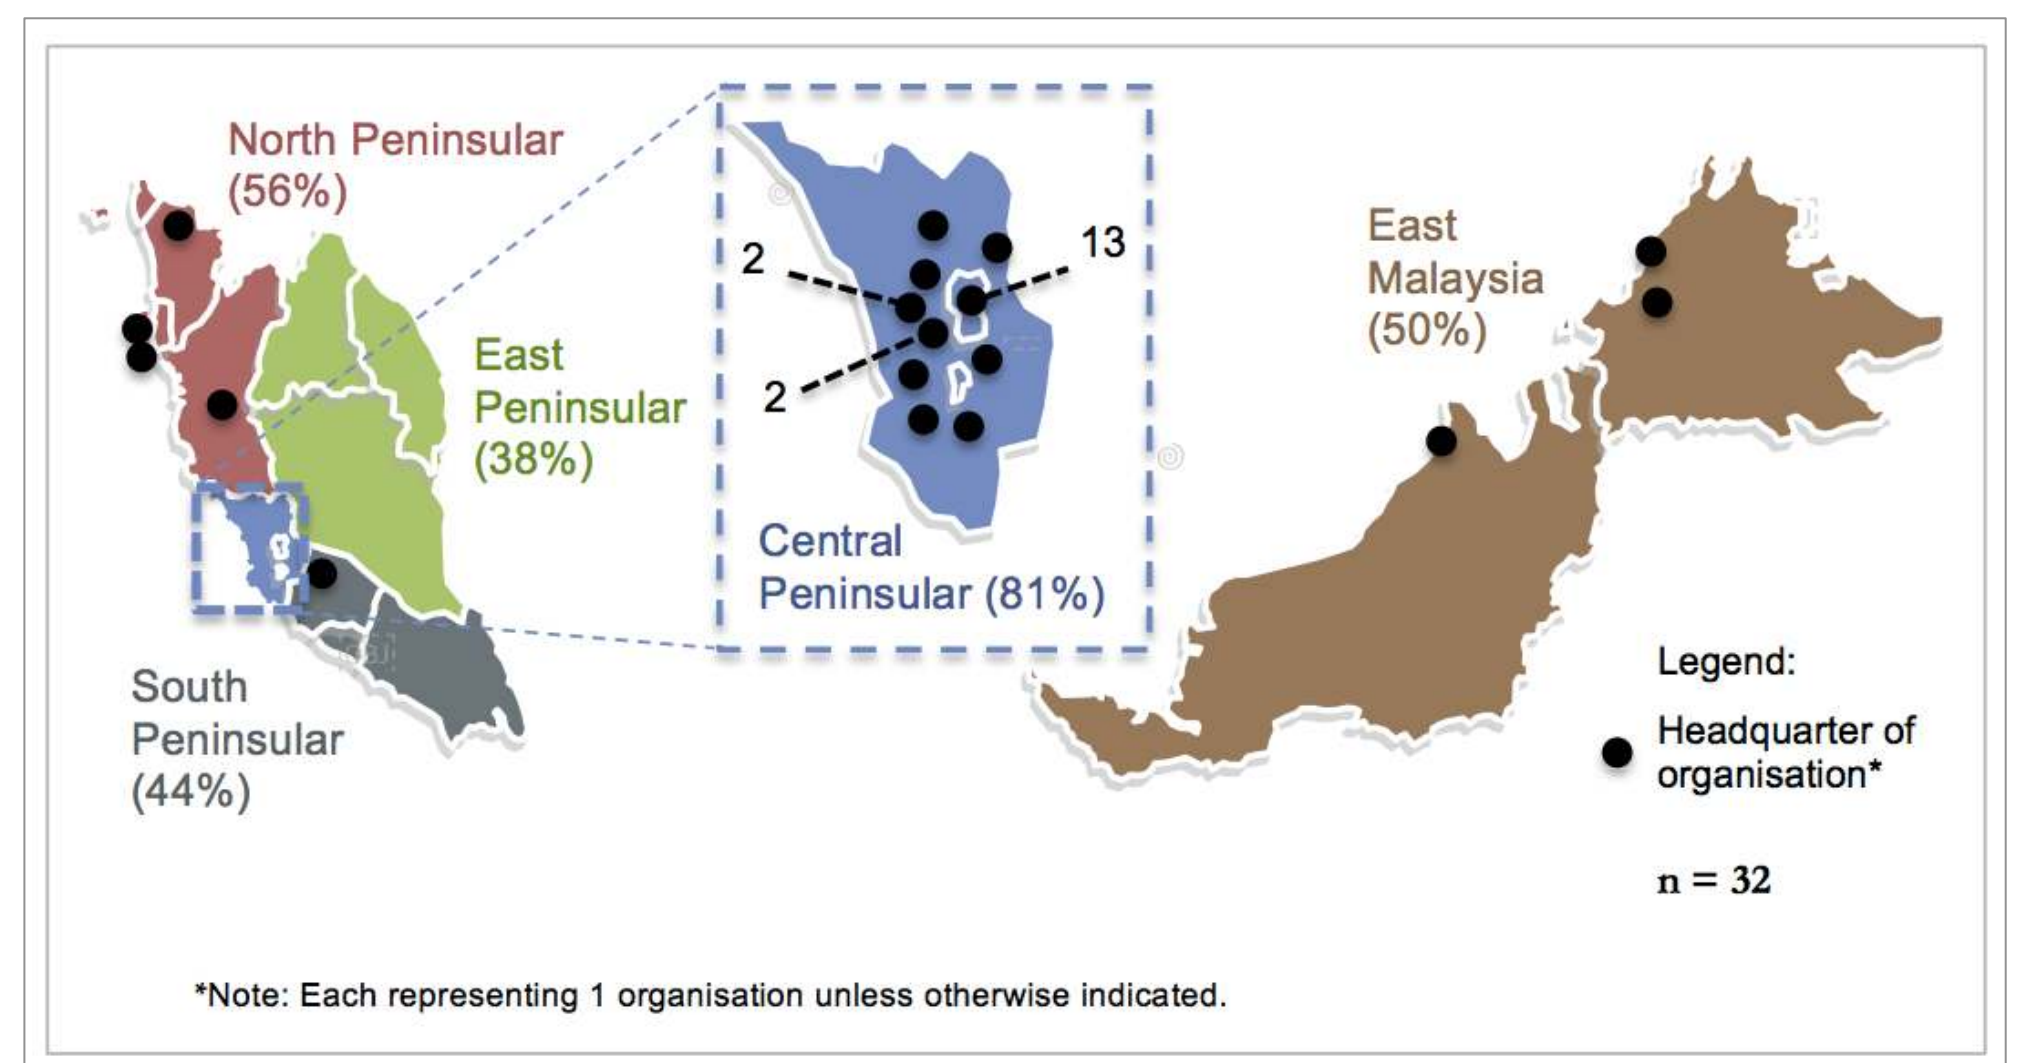 North Peninsular
(56%)
East
Peninsular
(38%)
South
Peninsular
(44%)
2
13
2
Central
Peninsular (81%)
East
Malaysia
(50%)
Legend:
Headquarter of
organisation*
n = 32
*Note: Each representing 1 organisation unless otherwise indicated.